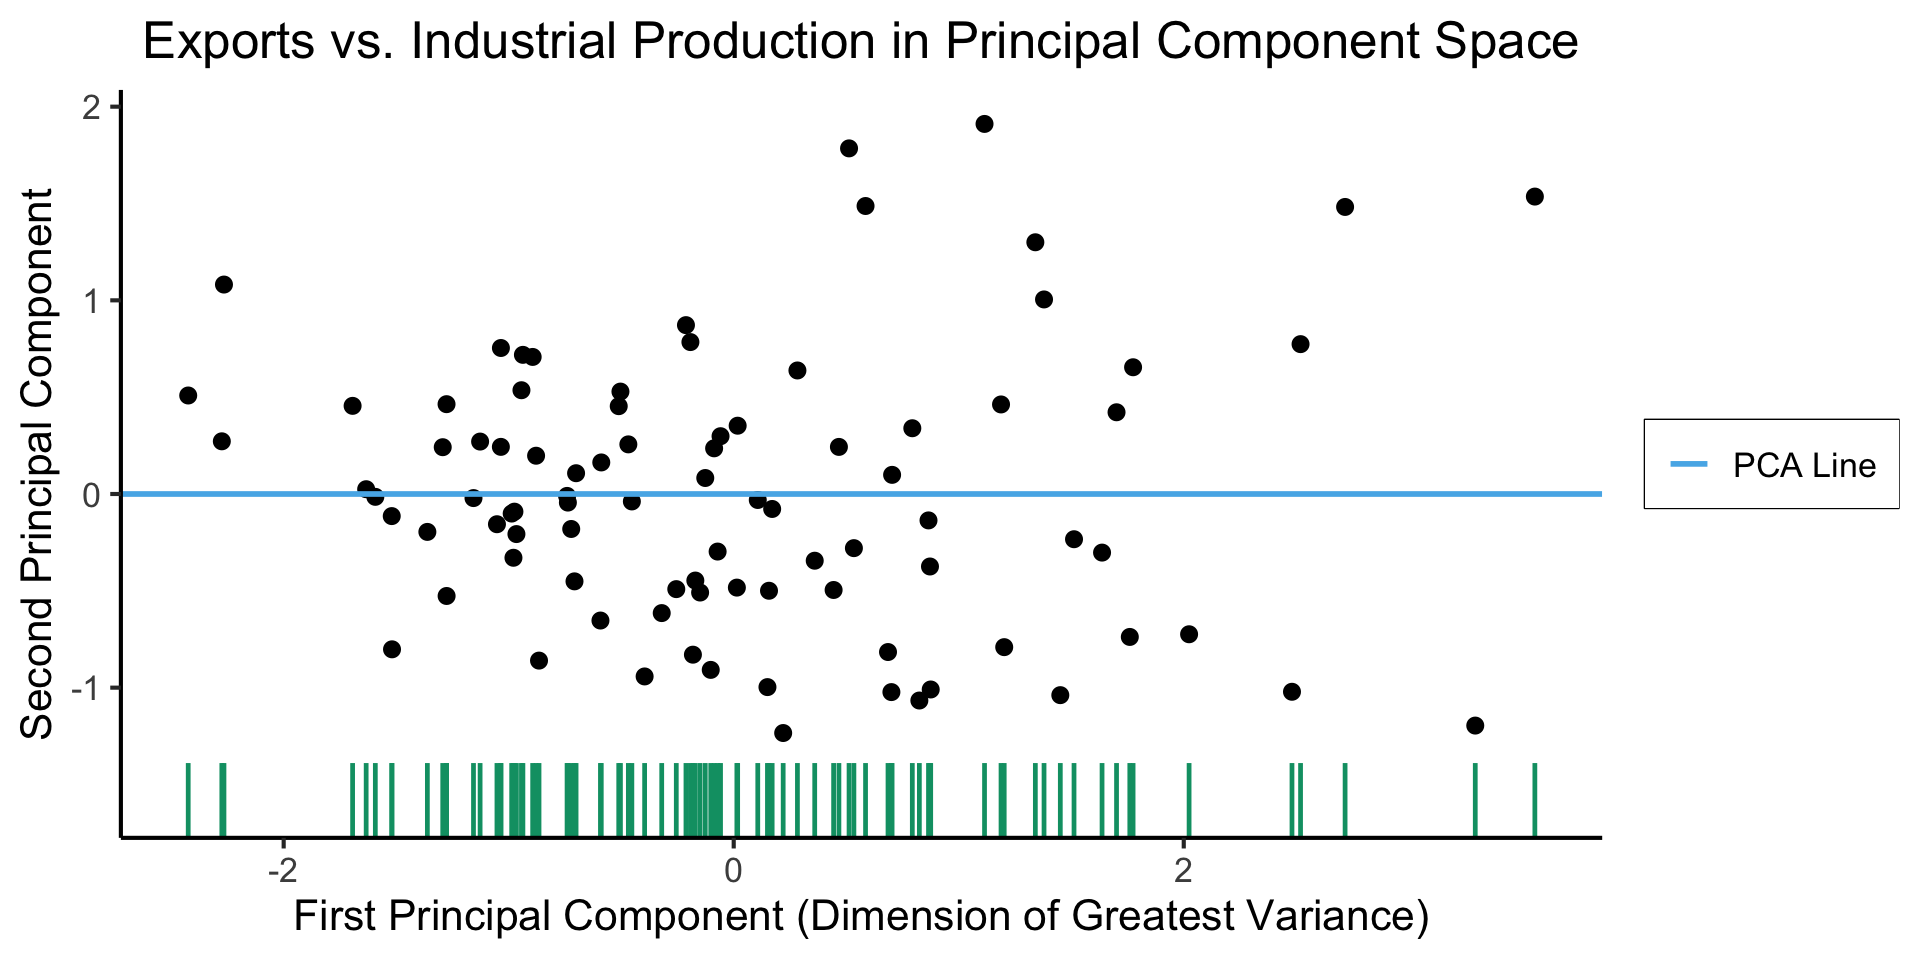 Exports vs. Industrial Production in Principal Component Space
Second Principal Component
2
1
0
-1
-2
0
2
First Principal Component (Dimension of Greatest Variance)
PCA Line